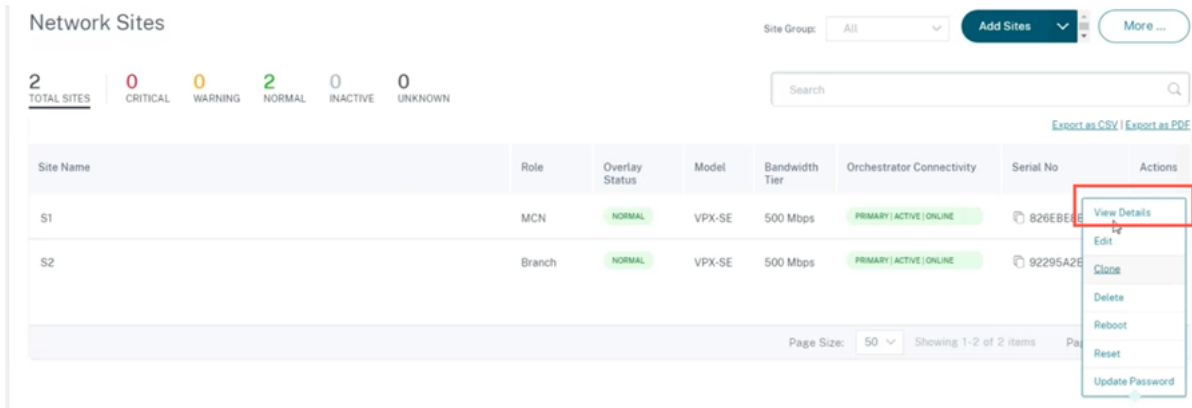 Network Sites
Site Group: All
Add Sites
More ...
2 0 0 2 0 0
TOTAL SITES CRITICAL WARNING NORMAL INACTIVE UNKNOWN
Search
Export as CSV | Export as PDF
Site Name Role Overlay Status Model Bandwidth Tier Orchestrator Connectivity Serial No Actions
S1 MCN NORMAL VPX-SE 500 Mbps PRIMARY | ACTIVE | ONLINE
S2 Branch NORMAL VPX-SE 500 Mbps PRIMARY | ACTIVE | ONLINE 92295A2E
View Details
Edit
Clone
Delete
Reboot
Reset
Update Password
Page Size: 50 Showing 1-2 of 2 items